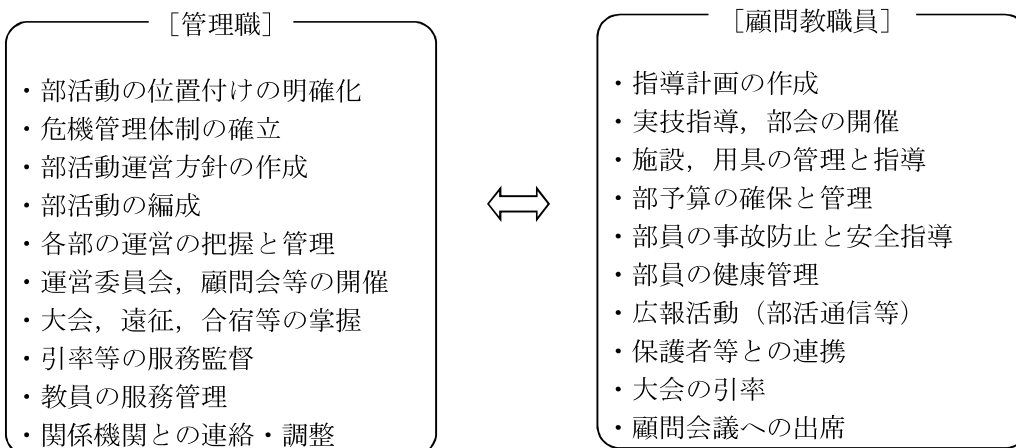 ［管理職］
・部活動の位置付けの明確化
・危機管理体制の確立
・部活動運営方針の作成
・部活動の編成
・各部の運営の把握と管理
・運営委員会，顧問会等の開催
・大会，遠征，合宿等の掌握
・引率等の服務監督
・教員の服務管理
・関係機関との連絡・調整
［顧問教職員］
・指導計画の作成
・実技指導，部会の開催
・施設，用具の管理と指導
・部予算の確保と管理
・部員の事故防止と安全指導
・部員の健康管理
・広報活動（部活通信等）
・保護者等との連携
・大会の引率
・顧問会議への出席